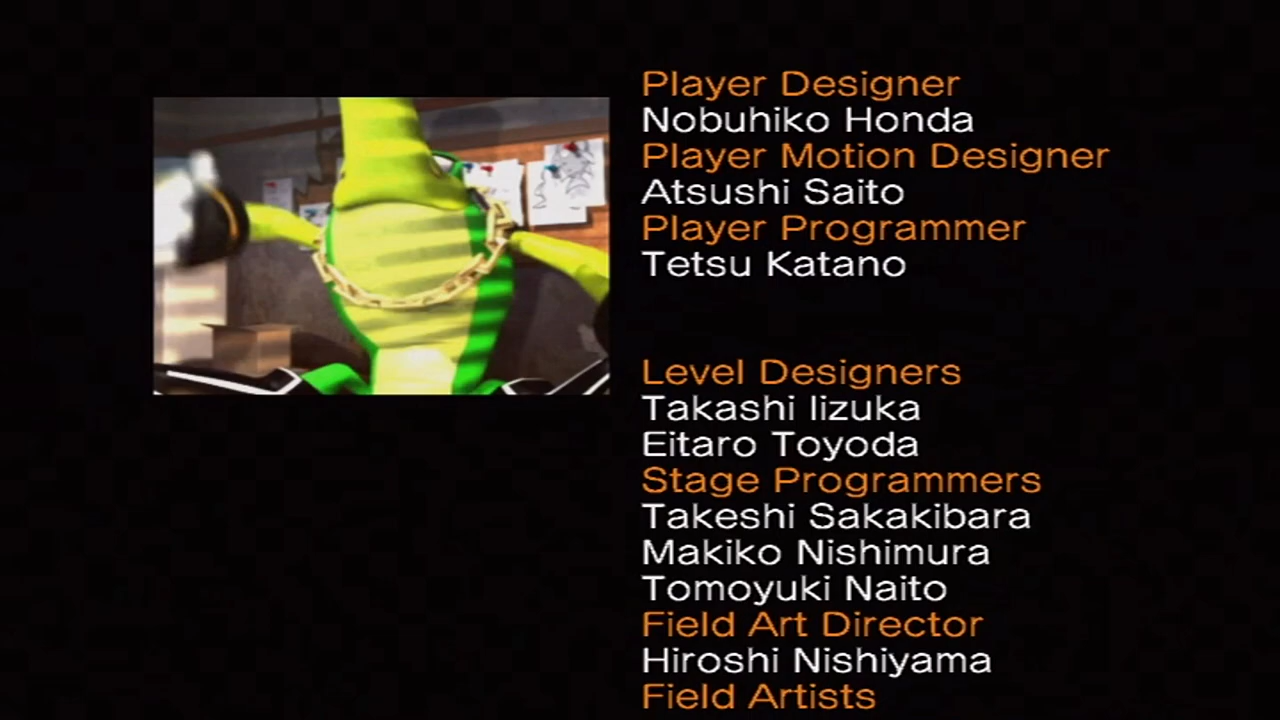 Player Designer
Nobuhiko Honda
Player Motion Designer
Atsushi Saito
Player Programmer
Tetsu Katano
Level Designers
Takashi Iizuka
Eitaro Toyoda
Stage Programmers
Takeshi Sakakibara
Makiko Nishimura
Tomoyuki Naito
Field Art Director
Hiroshi Nishiyama
Field Artists